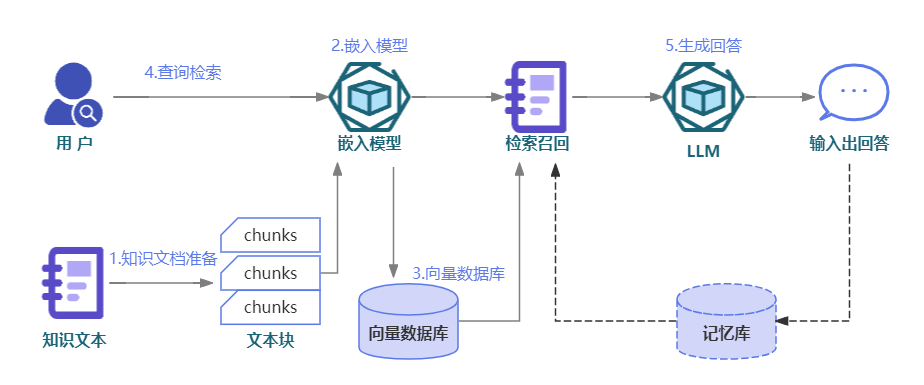 2.嵌入模型
5.生成回答
4.查询检索
用 户
嵌入模型
检索召回
LLM
输入出回答
chunks
1.知识文档准备
chunks
3.向量数据库
chunks
知识文本
文本块
向量数据库
记忆库